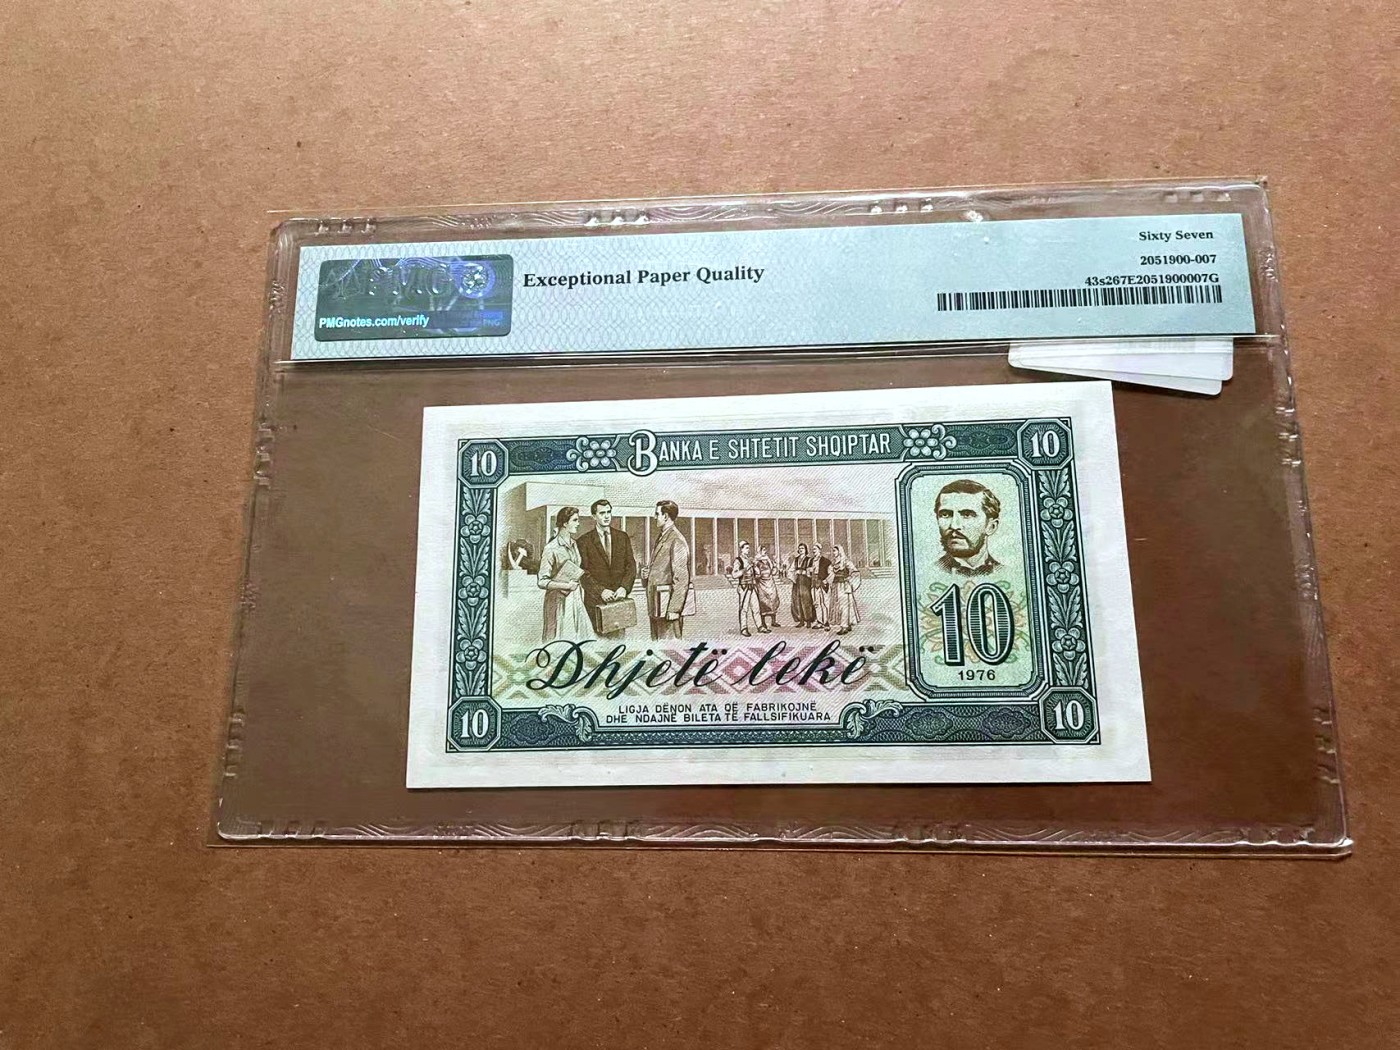 Sixty Seven
Exceptional Paper Quality
2051900-007
43s267E2051900007G
PMG
PMGnotes.com/verify
10
BANKA E SHTETIT SHQIPTAR
10
10
1976
Dhjetë lekë
LIGJA DËNON ATA QË FABRIKOJNË
DHE NDAJNË BILETA TË FALLSIFIKUARA
10
10